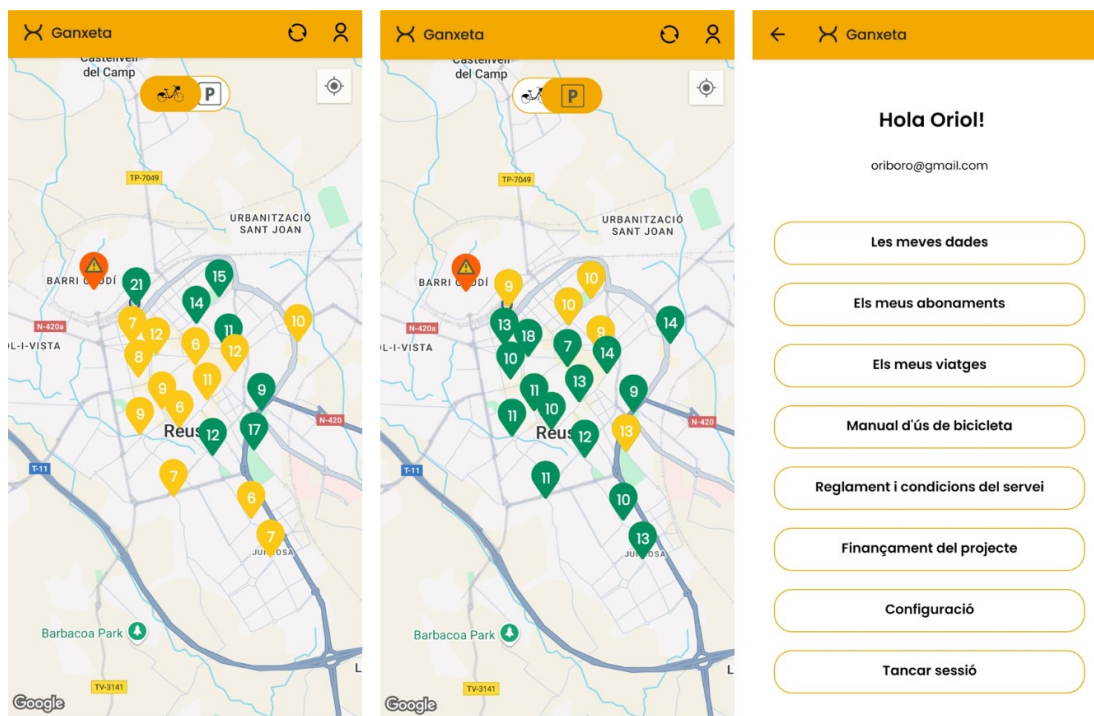 Ganxeta
Castellvell
del Camp
P
TP-7049
URBANITZACIÓ
SANT JOAN
BARRI
21
15
14
N-420a
7
12
11
10
L-I-VISTA
8
6
12
9
11
9
9
6
Reus
12
17
N-420
T-11
7
6
7
Barbacoa Park
TV-3141
Google
Ganxeta
Castellvell
del Camp
P
TP-7049
URBANITZACIÓ
SANT JOAN
BARRI
9
10
10
N-420a
13
18
9
14
L-I-VISTA
10
7
14
11
13
9
11
10
Reus
12
13
N-420
T-11
11
10
13
Barbacoa Park
TV-3141
Google
Ganxeta
Hola Oriol!
oriboro@gmail.com
Les meves dades
Els meus abonaments
Els meus viatges
Manual d'ús de bicicleta
Reglament i condicions del servei
Finançament del projecte
Configuració
Tancar sessió